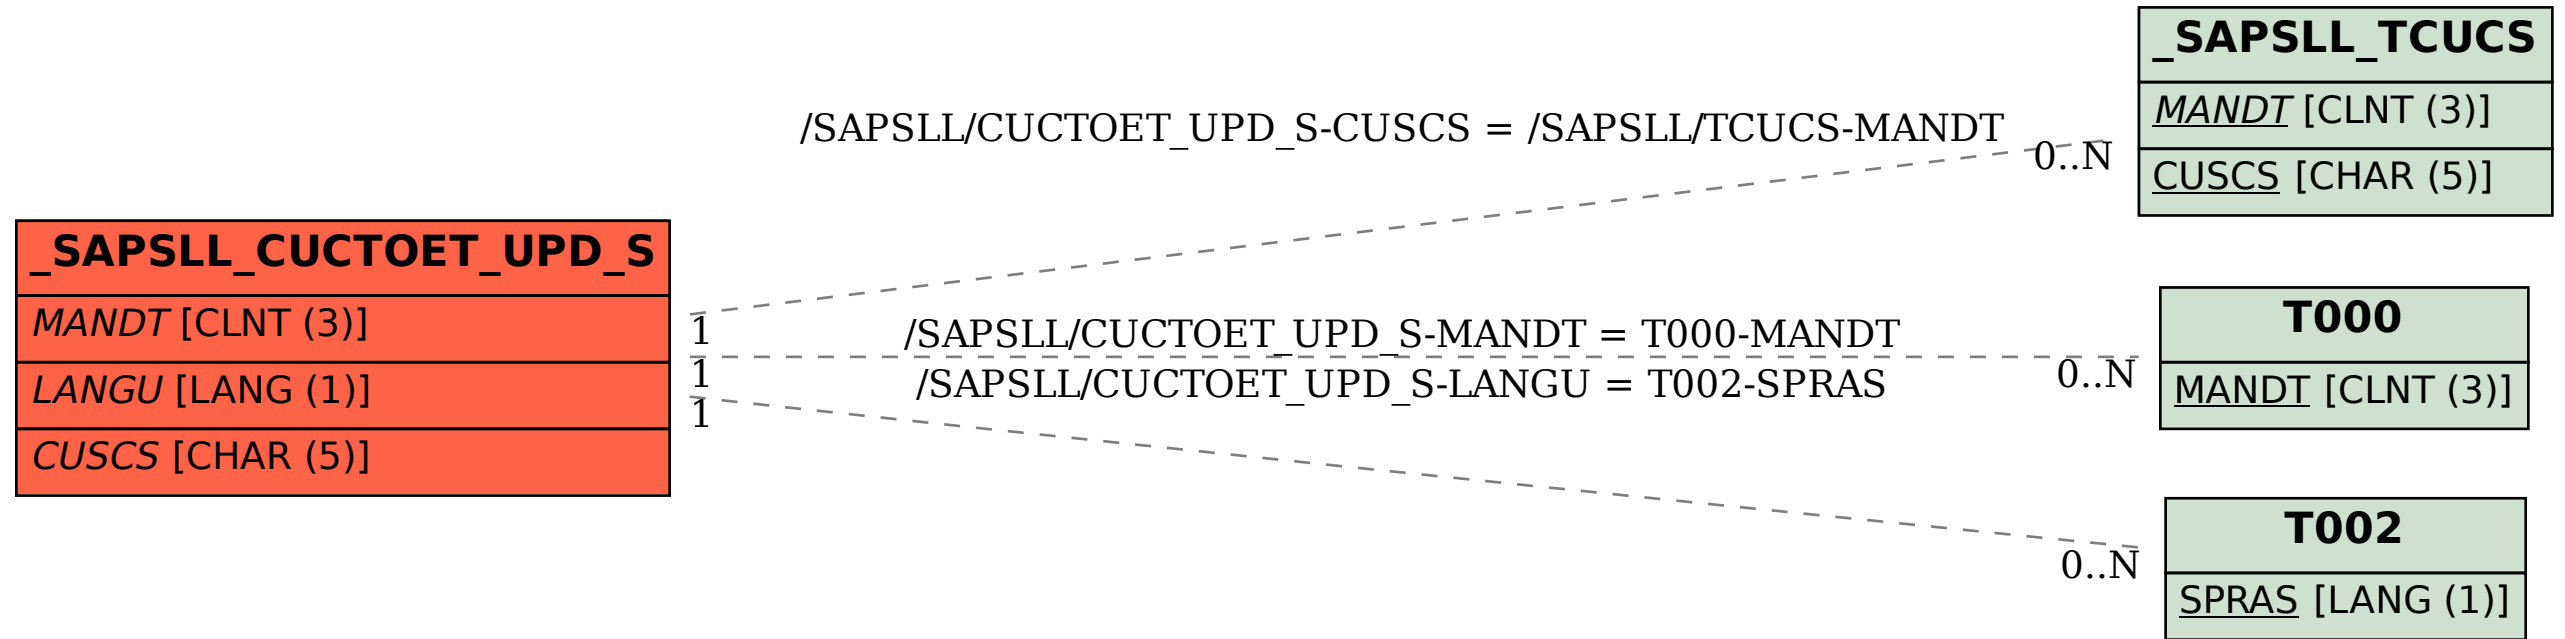 _SAPSLL_CUCTOET_UPD_S
MANDT [CLNT (3)]
LANGU [LANG (1)]
CUSCS [CHAR (5)]
/SAPSLL/CUCTOET_UPD_S-CUSCS = /SAPSLL/TCUCS-MANDT
0..N
1
/SAPSLL/CUCTOET_UPD_S-MANDT = T000-MANDT
1
0..N
/SAPSLL/CUCTOET_UPD_S-LANGU = T002-SPRAS
1
0..N
_SAPSLL_TCUCS
MANDT [CLNT (3)]
CUSCS [CHAR (5)]
T000
MANDT [CLNT (3)]
T002
SPRAS [LANG (1)]